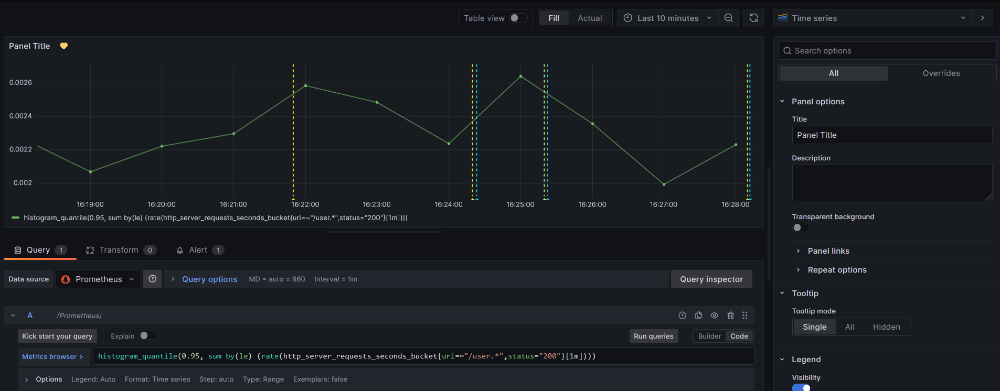 Table view
Fill
Actual
Last 10 minutes
Time series
Panel Title
0.0026
0.0024
0.0022
0.002
16:19:00
16:20:00
16:21:00
16:22:00
16:23:00
16:24:00
16:25:00
16:26:00
16:27:00
16:28:00
histogram_quantile(0.95, sum by(le) (rate(http_server_requests_seconds_bucket{uri=~"/user.*",status="200"}[1m])))
Query 1
Transform 0
Alert 1
Data source
Prometheus
Query options
MD = auto = 860
Interval = 1m
Query inspector
A
(Prometheus)
Kick start your query
Explain
Run queries
Builder
Code
Metrics browser
histogram_quantile(0.95, sum by(le) (rate(http_server_requests_seconds_bucket{uri=~"/user.*",status="200"}[1m])))
Options
Legend: Auto
Format: Time series
Step: auto
Type: Range
Exemplars: false
Search options
All
Overrides
Panel options
Title
Panel Title
Description
Transparent background
Panel links
Repeat options
Tooltip
Tooltip mode
Single
All
Hidden
Legend
Visibility